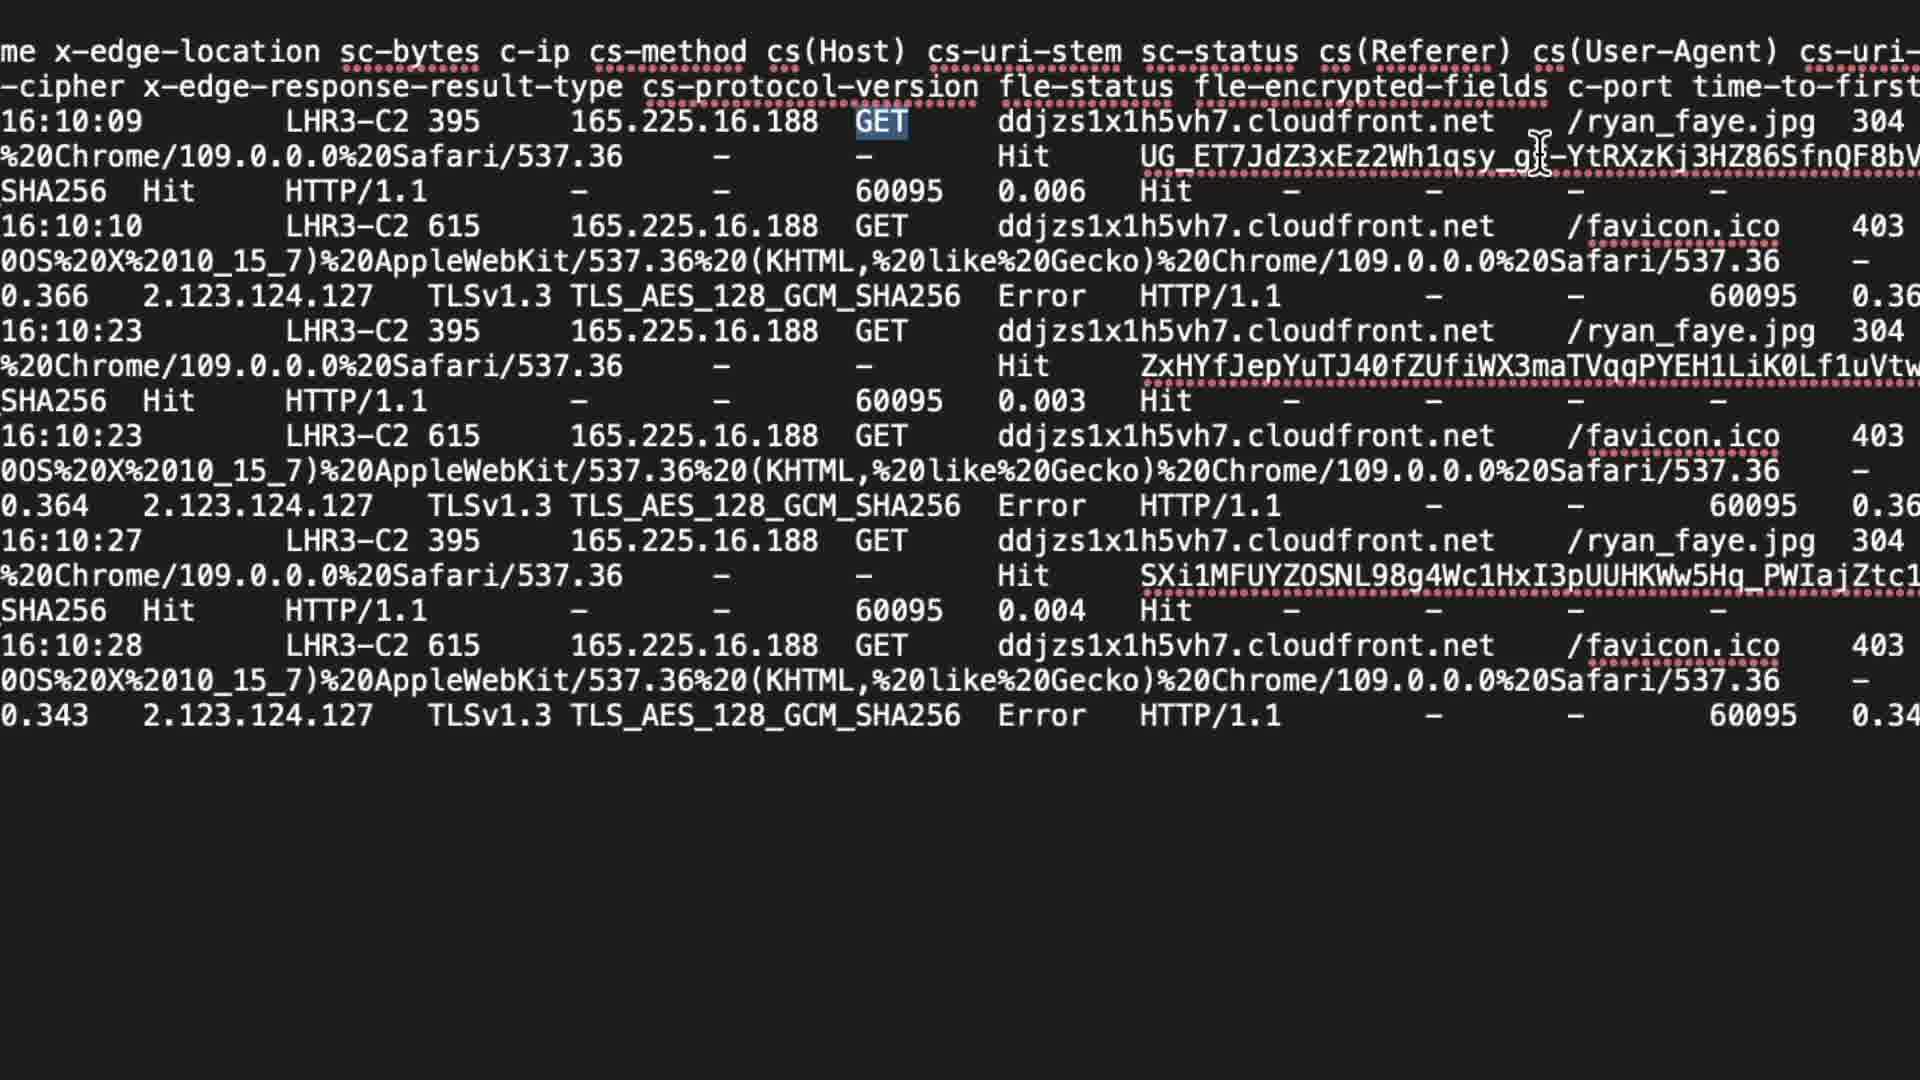 me x-edge-location sc-bytes c-ip cs-method cs(Host) cs-uri-stem sc-status cs(Referer) cs(User-Agent) cs-uri-
-cipher x-edge-response-result-type cs-protocol-version fle-status fle-encrypted-fields c-port time-to-first
16:10:09 LHR3-C2 395 165.225.16.188 GET ddjzs1x1h5vh7.cloudfront.net /ryan_faye.jpg 304
%20Chrome/109.0.0.0%20Safari/537.36 - - Hit
SHA256 Hit HTTP/1.1 - - 60095 0.006 Hit - - - -
16:10:10 LHR3-C2 615 165.225.16.188 GET ddjzs1x1h5vh7.cloudfront.net /favicon.ico 403
0OS%20X%2010_15_7)%20AppleWebKit/537.36%20(KHTML,%20like%20Gecko)%20Chrome/109.0.0.0%20Safari/537.36 -
0.366 2.123.124.127 TLSv1.3 TLS_AES_128_GCM_SHA256 Error HTTP/1.1 - - 60095 0.36
16:10:23 LHR3-C2 395 165.225.16.188 GET ddjzs1x1h5vh7.cloudfront.net /ryan_faye.jpg 304
%20Chrome/109.0.0.0%20Safari/537.36 - - Hit ZxHYfJepYuTJ40fZUfiWX3maTVqqPYEH1LiK0Lf1uVtw
SHA256 Hit HTTP/1.1 - - 60095 0.003 Hit - - - -
16:10:23 LHR3-C2 615 165.225.16.188 GET ddjzs1x1h5vh7.cloudfront.net /favicon.ico 403
0OS%20X%2010_15_7)%20AppleWebKit/537.36%20(KHTML,%20like%20Gecko)%20Chrome/109.0.0.0%20Safari/537.36 -
0.364 2.123.124.127 TLSv1.3 TLS_AES_128_GCM_SHA256 Error HTTP/1.1 - - 60095 0.36
16:10:27 LHR3-C2 395 165.225.16.188 GET ddjzs1x1h5vh7.cloudfront.net /ryan_faye.jpg 304
%20Chrome/109.0.0.0%20Safari/537.36 - - Hit SXi1MFUYZOSNL98g4Wc1HxI3pUUHKWw5Hq_PWIajZtc1
SHA256 Hit HTTP/1.1 - - 60095 0.004 Hit - - - -
16:10:28 LHR3-C2 615 165.225.16.188 GET ddjzs1x1h5vh7.cloudfront.net /favicon.ico 403
0OS%20X%2010_15_7)%20AppleWebKit/537.36%20(KHTML,%20like%20Gecko)%20Chrome/109.0.0.0%20Safari/537.36 -
0.343 2.123.124.127 TLSv1.3 TLS_AES_128_GCM_SHA256 Error HTTP/1.1 - - 60095 0.34